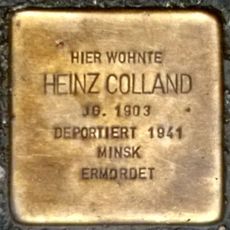 HIER WOHNTE
HEINZ COLLAND
JG. 1903
DEPORTIERT 1941
MINSK
ERMORDET